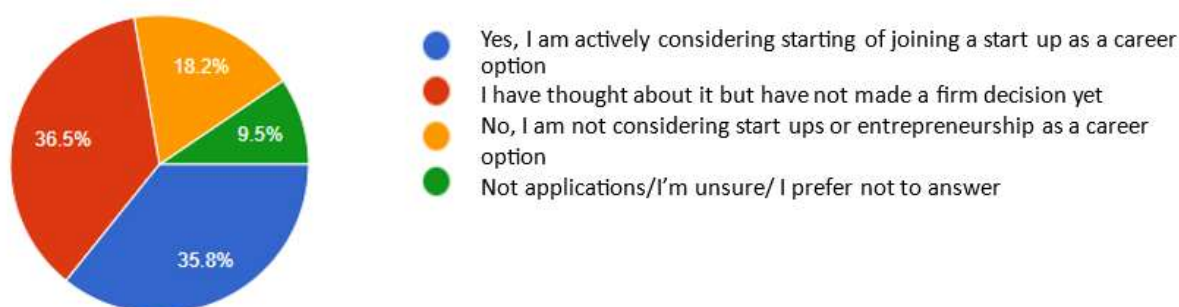 18.2%
36.5%
9.5%
35.8%
Yes, I am actively considering starting of joining a start up as a career
option
I have thought about it but have not made a firm decision yet
No, I am not considering start ups or entrepreneurship as a career
option
Not applications/I'm unsure/ I prefer not to answer